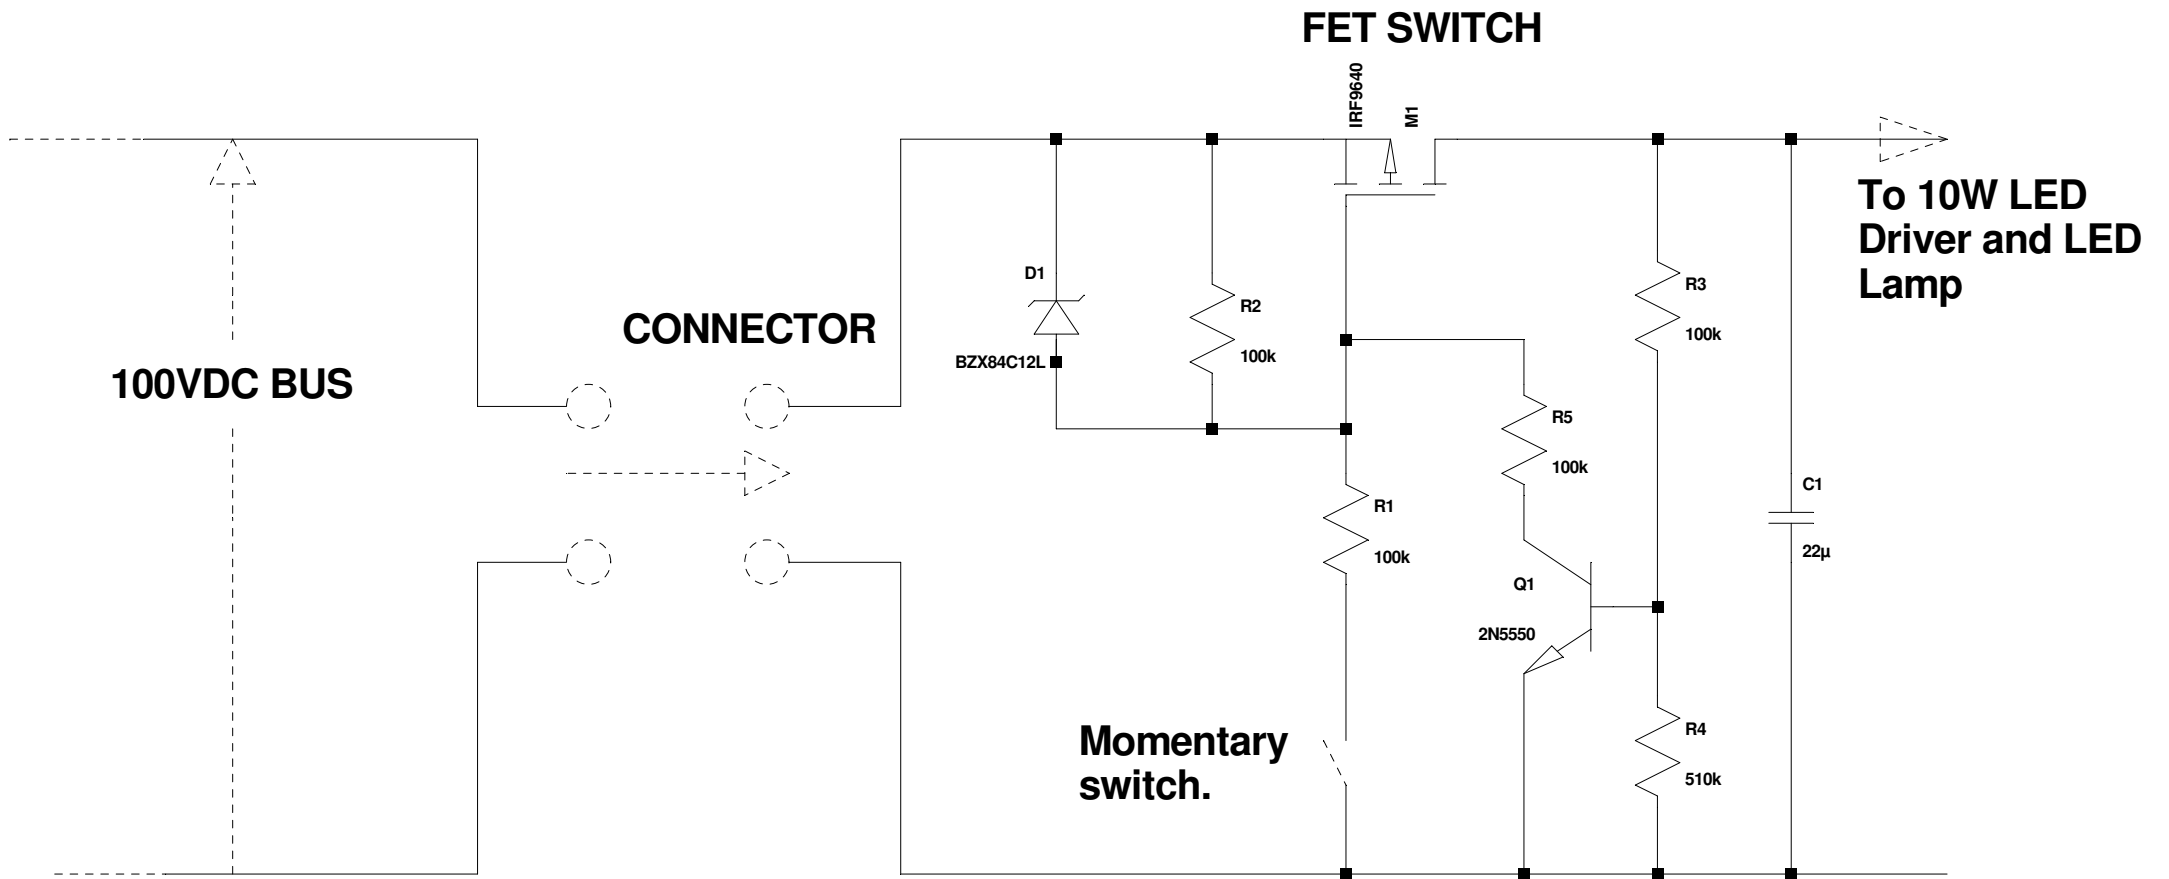 FET SWITCH
IRF9640
M1
To 10W LED
Driver and LED
Lamp
D1
R2
R3
CONNECTOR
100k
100k
BZX84C12L
100VDC BUS
R5
100k
C1
R1
100k
22µ
Q1
2N5550
Momentary
switch.
R4
510k